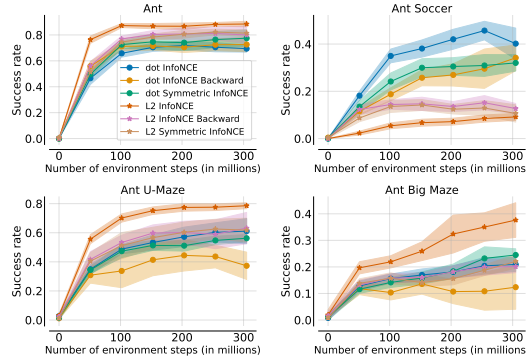 Ant
Success rate
0.8
0.6
0.4
0.2
0.0
dot InfoNCE
dot InfoNCE Backward
dot Symmetric InfoNCE
L2 InfoNCE
L2 InfoNCE Backward
L2 Symmetric InfoNCE
0 100 200 300
Number of environment steps (in millions)
Ant Soccer
Success rate
0.4
0.2
0.0
0 100 200 300
Number of environment steps (in millions)
Ant U-Maze
Success rate
0.8
0.6
0.4
0.2
0.0
0 100 200 300
Number of environment steps (in millions)
Ant Big Maze
Success rate
0.4
0.3
0.2
0.1
0.0
0 100 200 300
Number of environment steps (in millions)